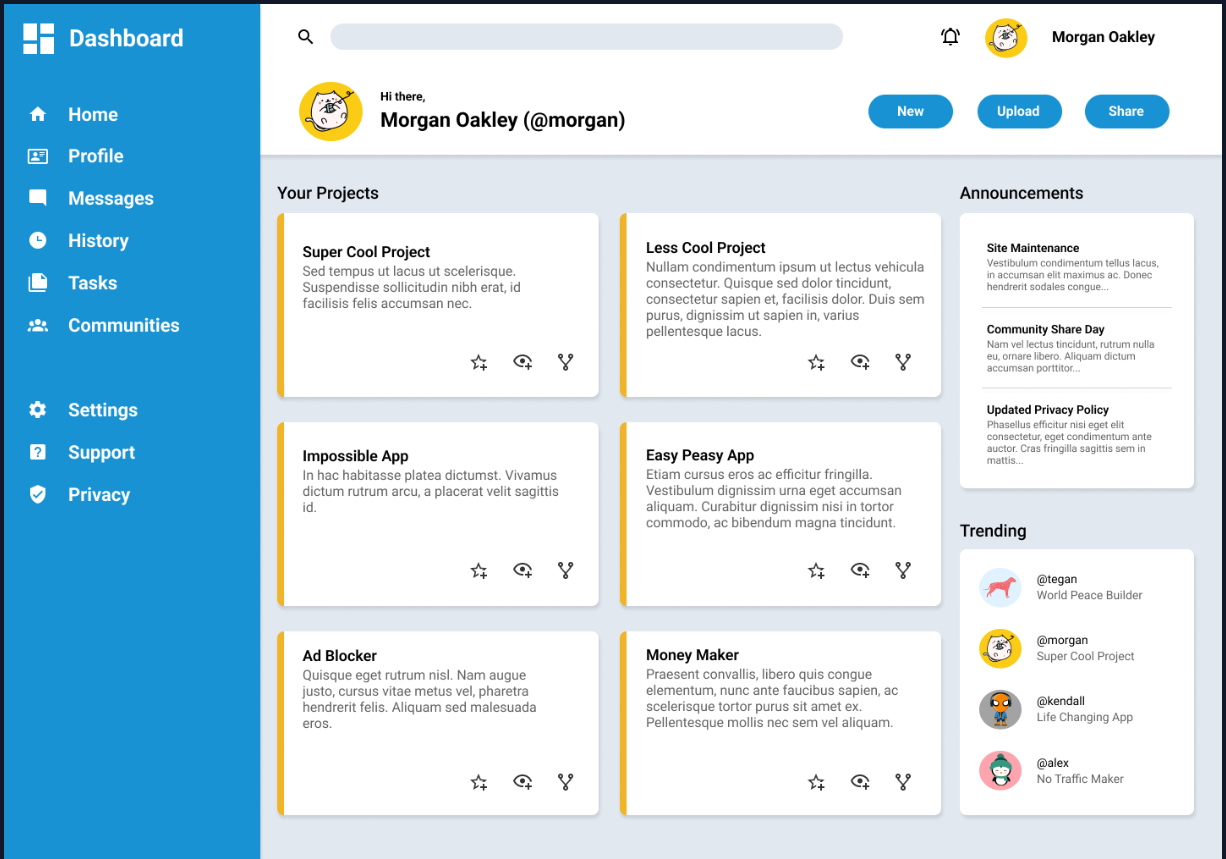 Dashboard
Home
Profile
Messages
History
Tasks
Communities
Settings
Support
Privacy
Morgan Oakley
Hi there,
Morgan Oakley (@morgan)
New
Upload
Share
Your Projects
Super Cool Project
Sed tempus ut lacus ut scelerisque.
Suspendisse sollicitudin nibh erat, id
facilisis felis accumsan nec.
Less Cool Project
Nullam condimentum ipsum ut lectus vehicula
consectetur. Quisque sed dolor tincidunt,
consectetur sapien et, facilisis dolor. Duis sem
purus, dignissim ut sapien in, varius
pellentesque lacus.
Impossible App
In hac habitasse platea dictumst. Vivamus
dictum rutrum arcu, a placerat velit sagittis
id.
Easy Peasy App
Etiam cursus eros ac efficitur fringilla.
Vestibulum dignissim urna eget accumsan
aliquam. Curabitur dignissim nisi in tortor
commodo, ac bibendum magna tincidunt.
Ad Blocker
Quisque eget rutrum nisl. Nam augue
justo, cursus vitae metus vel, pharetra
hendrerit felis. Aliquam sed malesuada
eros.
Money Maker
Praesent convallis, libero quis congue
elementum, nunc ante faucibus sapien, ac
scelerisque tortor purus sit amet ex.
Pellentesque mollis nec sem vel aliquam.
Announcements
Site Maintenance
Vestibulum condimentum tellus lacus,
in accumsan elit maximus ac. Donec
hendrerit sodales congue...
Community Share Day
Nam vel lectus tincidunt, rutrum nulla
eu, ornare libero. Aliquam dictum
accumsan porttitor...
Updated Privacy Policy
Phasellus efficitur nisi eget elit
consectetur, eget condimentum ante
auctor. Cras fringilla sagittis sem in
mattis...
Trending
@tegan
World Peace Builder
@morgan
Super Cool Project
@kendall
Life Changing App
@alex
No Traffic Maker